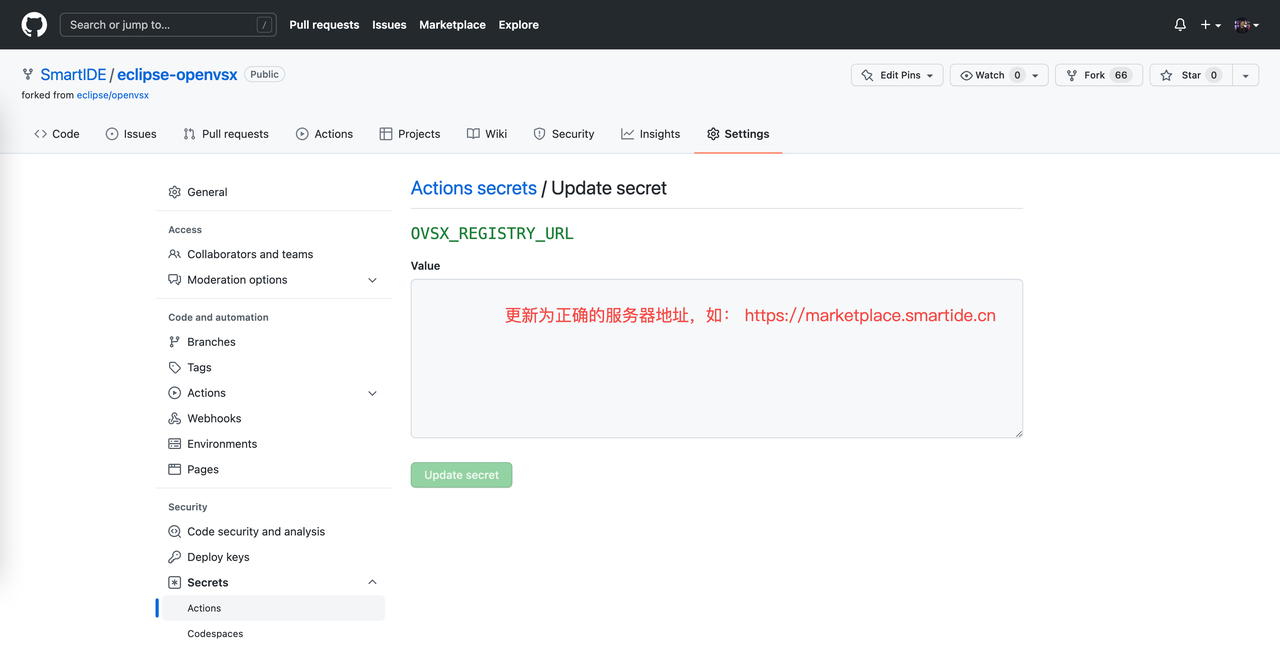 Search or jump to... /
Pull requests Issues Marketplace Explore
SmartIDE / eclipse-openvsx Public
forked from eclipse/openvsx
Edit Pins Watch 0 Fork 66 Star 0
Code Issues Pull requests Actions Projects Wiki Security Insights Settings
General
Access
Collaborators and teams
Moderation options
Code and automation
Branches
Tags
Actions
Webhooks
Environments
Pages
Security
Code security and analysis
Deploy keys
Secrets
Actions
Codespaces
Actions secrets / Update secret
OVSX_REGISTRY_URL
Value
更新为正确的服务器地址，如： https://marketplace.smartide.cn
Update secret